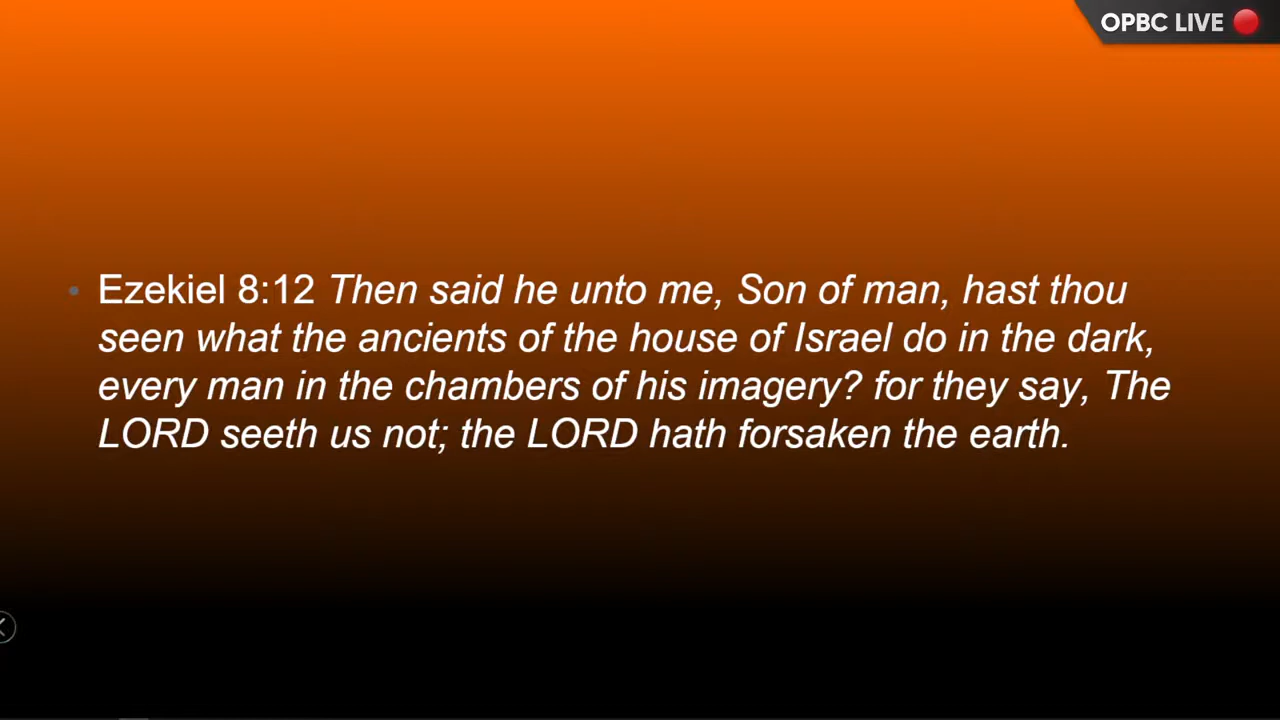 OPBC LIVE
• Ezekiel 8:12 Then said he unto me, Son of man, hast thou
seen what the ancients of the house of Israel do in the dark,
every man in the chambers of his imagery? for they say, The
LORD seeth us not; the LORD hath forsaken the earth.